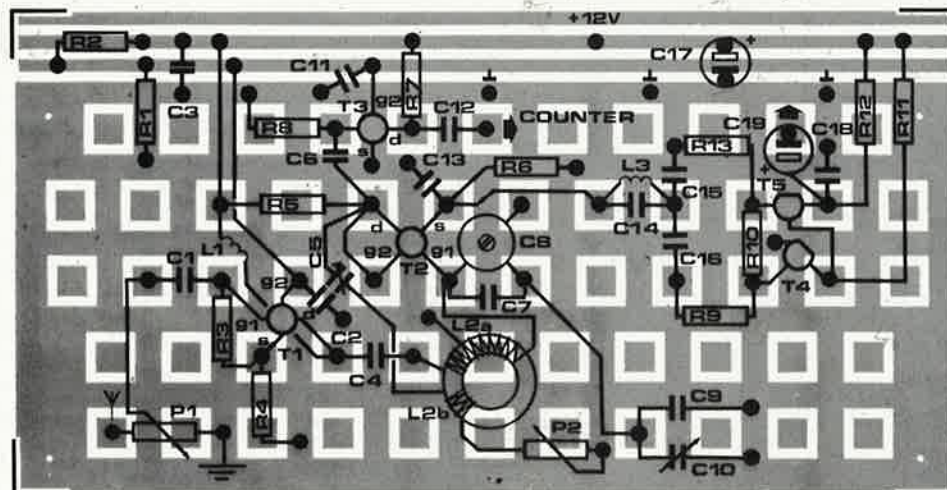 +12V
R2
C17
+
C11
R1
C3
T3
g2
R7
C12
R8
d
COUNTER
C19
R12
R11
C18
R13
s
C6
C13
R6
L3
C15
+
T5
R5
C14
d
s
L1
C1
C5
g2
g1
T2
C8
R10
C16
T4
g2
C7
d
R3
g1
L2a
R9
T1
C2
s
C4
R4
L2b
P1
P2
C9
C10